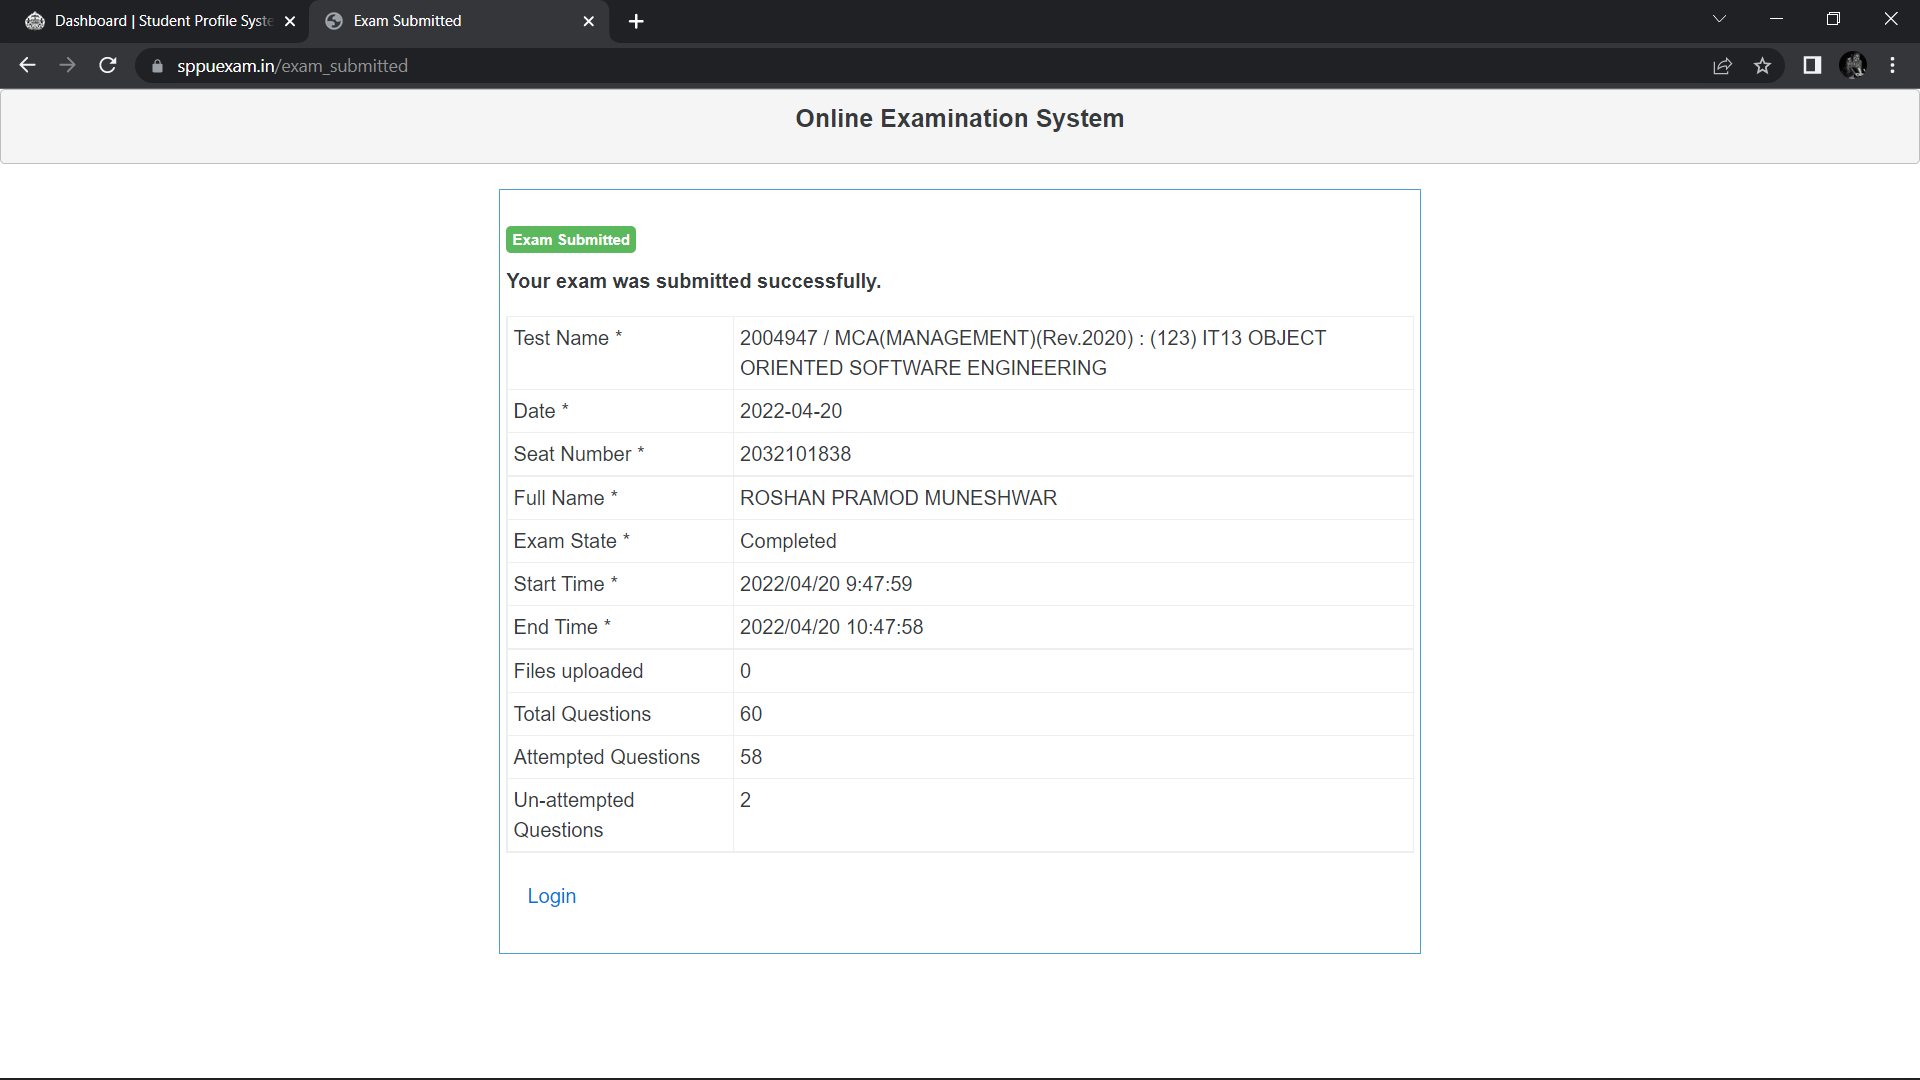 Dashboard | Student Profile Syste
Exam Submitted
sppuexam.in/exam_submitted
Online Examination System
Exam Submitted
Your exam was submitted successfully.
Test Name * 2004947 / MCA(MANAGEMENT)(Rev.2020) : (123) IT13 OBJECT
ORIENTED SOFTWARE ENGINEERING
Date * 2022-04-20
Seat Number * 2032101838
Full Name * ROSHAN PRAMOD MUNESHWAR
Exam State * Completed
Start Time * 2022/04/20 9:47:59
End Time * 2022/04/20 10:47:58
Files uploaded 0
Total Questions 60
Attempted Questions 58
Un-attempted 2
Questions
Login